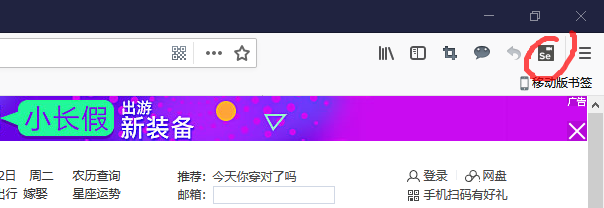 Se
移动版书签
广告
小长假
出游
新装备
2日 周二 农历查询 推荐：今天你穿对了吗 登录 网盘
出行 嫁娶 星座运势 邮箱： 手机扫码有好礼